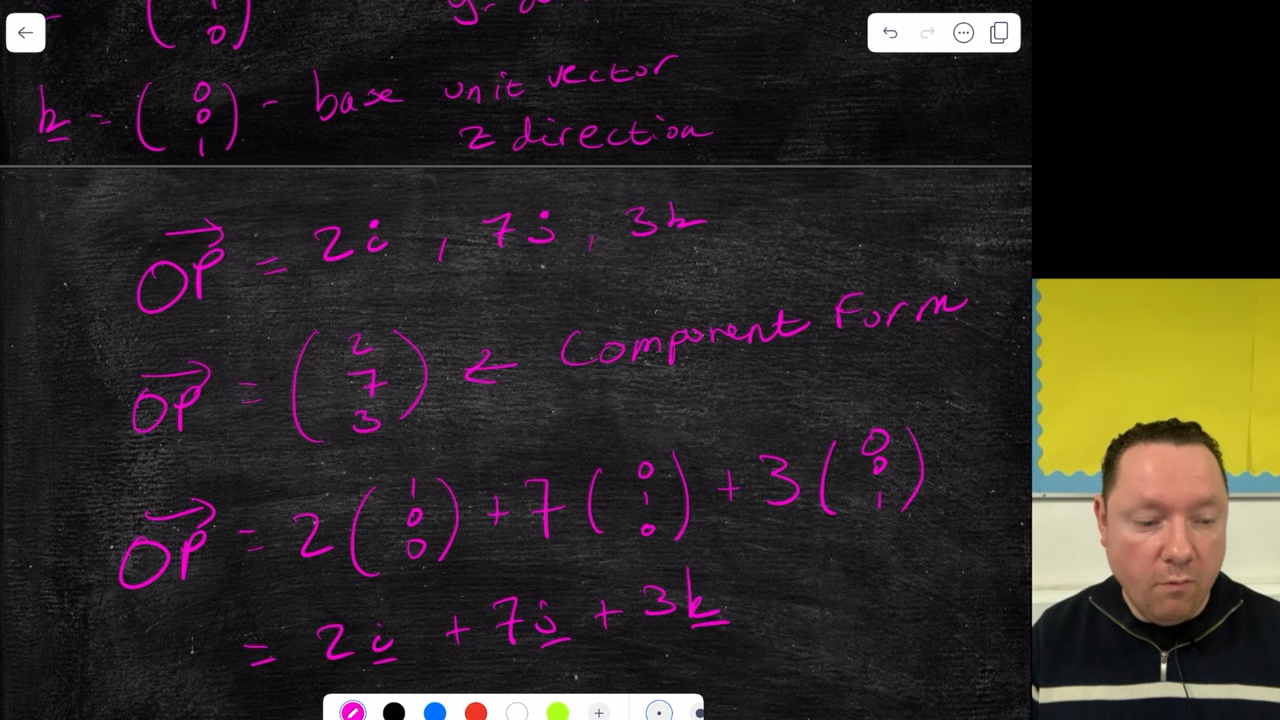 0
k = (0 0 1) - base unit vector
z direction
OP = 2i , 7j , 3k
OP = (2 7 3) ← Component Form
OP = 2(1 0 0) + 7(0 1 0) + 3(0 0 1)
= 2i + 7j + 3k